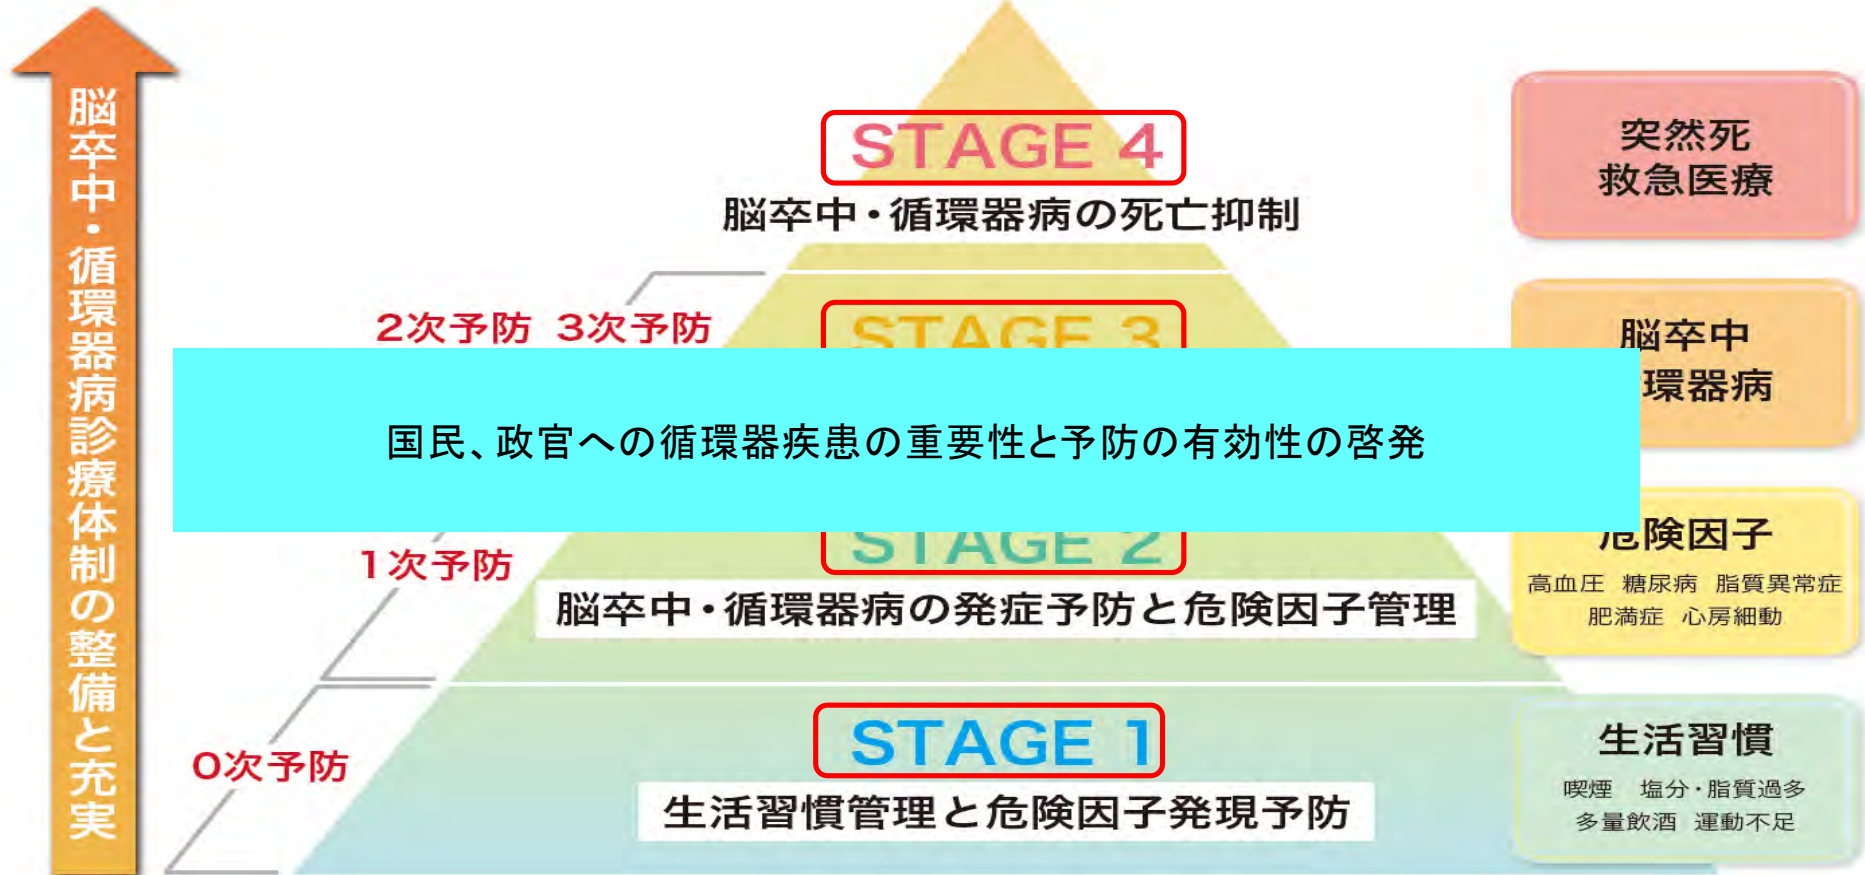 脳卒中・循環器病診療体制の整備と充実
STAGE 4
脳卒中・循環器病の死亡抑制
突然死
救急医療
2次予防 3次予防
STAGE 3
脳卒中
環器病
国民、政官への循環器疾患の重要性と予防の有効性の啓発
1次予防
STAGE 2
脳卒中・循環器病の発症予防と危険因子管理
危険因子
高血圧 糖尿病 脂質異常症
肥満症 心房細動
0次予防
STAGE 1
生活習慣管理と危険因子発現予防
生活習慣
喫煙 塩分・脂質過多
多量飲酒 運動不足